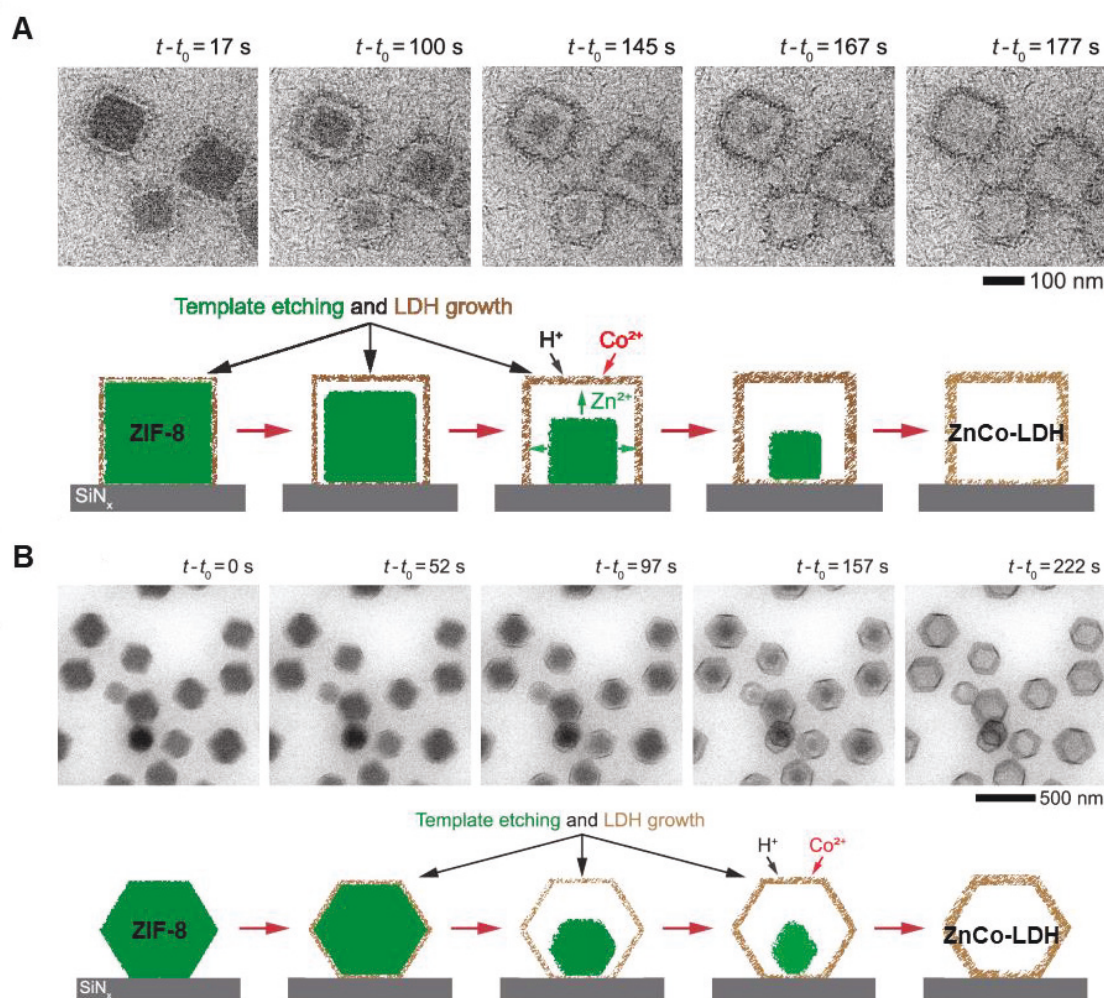 A
t - t0 = 17 s
t - t0 = 100 s
t - t0 = 145 s
t - t0 = 167 s
t - t0 = 177 s
100 nm
Template etching and LDH growth
H⁺
Co²⁺
Zn²⁺
ZIF-8
ZnCo-LDH
SiNx
B
t - t0 = 0 s
t - t0 = 52 s
t - t0 = 97 s
t - t0 = 157 s
t - t0 = 222 s
500 nm
Template etching and LDH growth
H⁺
Co²⁺
ZIF-8
ZnCo-LDH
SiNx